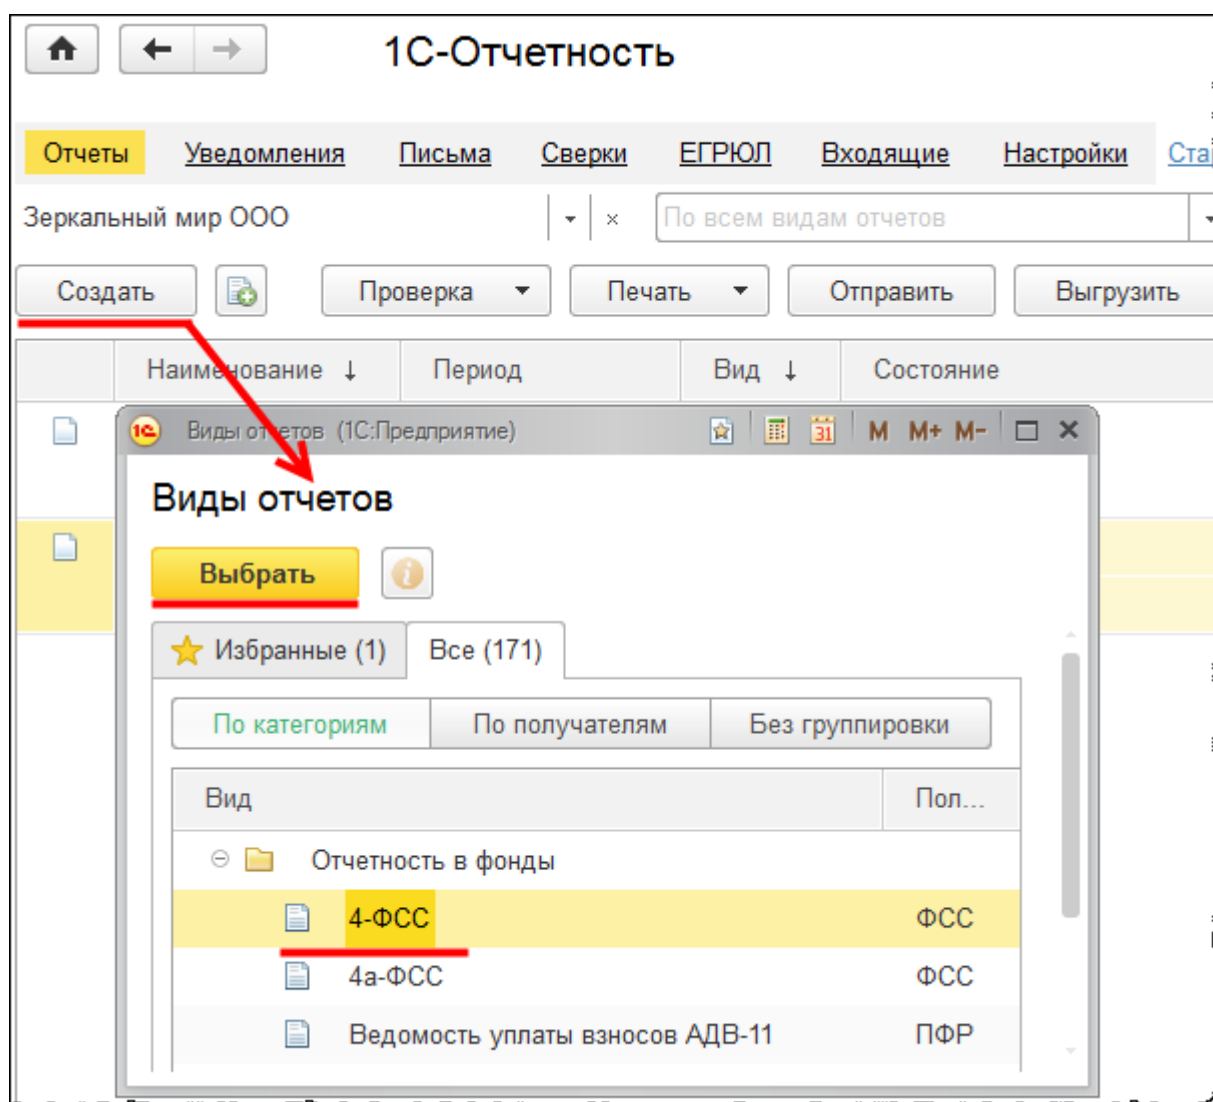 1С-Отчетность
Отчеты Уведомления Письма Сверки ЕГРЮЛ Входящие Настройки
Зеркальный мир ООО По всем видам отчетов
Создать Проверка Печать Отправить Выгрузить
Наименование ↓ Период Вид ↓ Состояние
1С Виды отчетов (1С:Предприятие) 31 M M+ M-
Виды отчетов
Выбрать
Избранные (1) Все (171)
По категориям По получателям Без группировки
Вид Пол...
Отчетность в фонды
4-ФСС ФСС
4а-ФСС ФСС
Ведомость уплаты взносов АДВ-11 ПФР